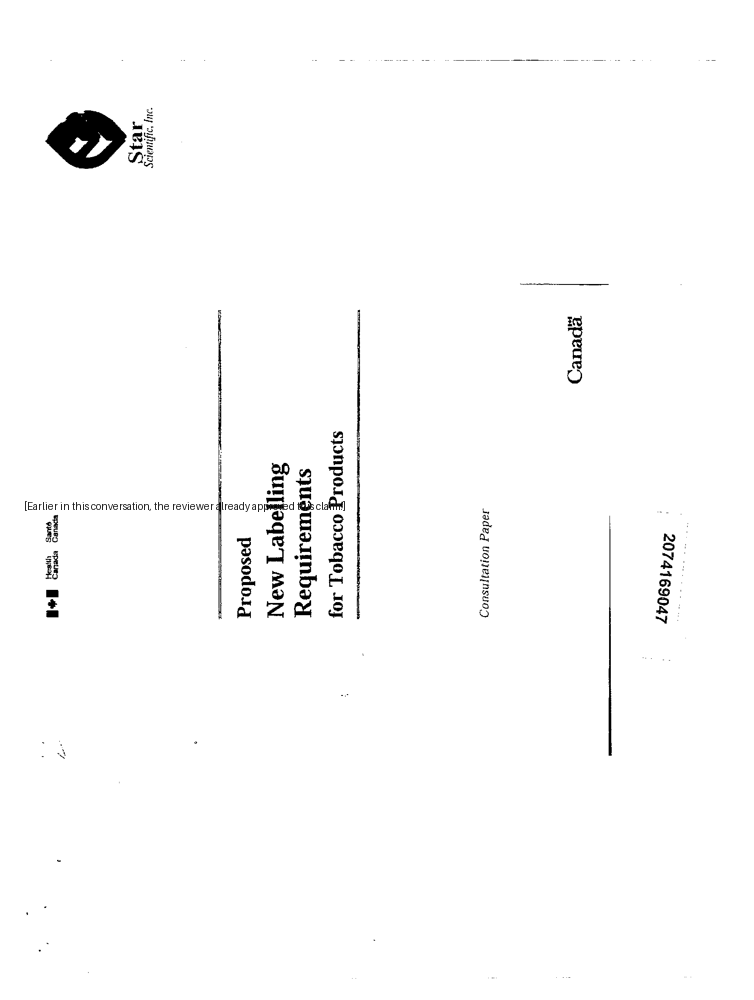 Star
Scientific, Inc.
Health Canada
Santé Canada
Proposed
New Labelling
Requirements
for Tobacco Products
Consultation Paper
Canada
2074169047
[Earlier in this conversation, the reviewer already approved this claim.]